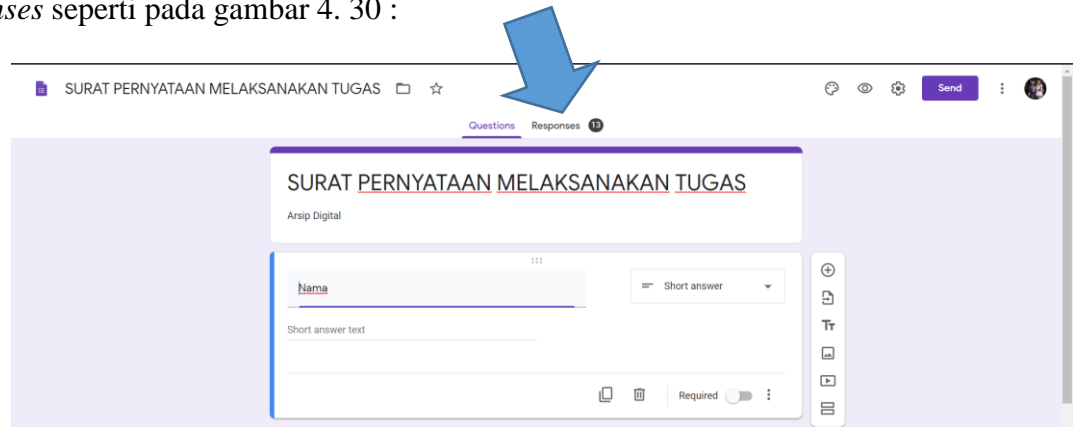 nses seperti pada gambar 4. 30 :
SURAT PERNYATAAN MELAKSANAKAN TUGAS
Send
Questions Responses 13
SURAT PERNYATAAN MELAKSANAKAN TUGAS
Arsip Digital
Nama
Short answer
Short answer text
Required